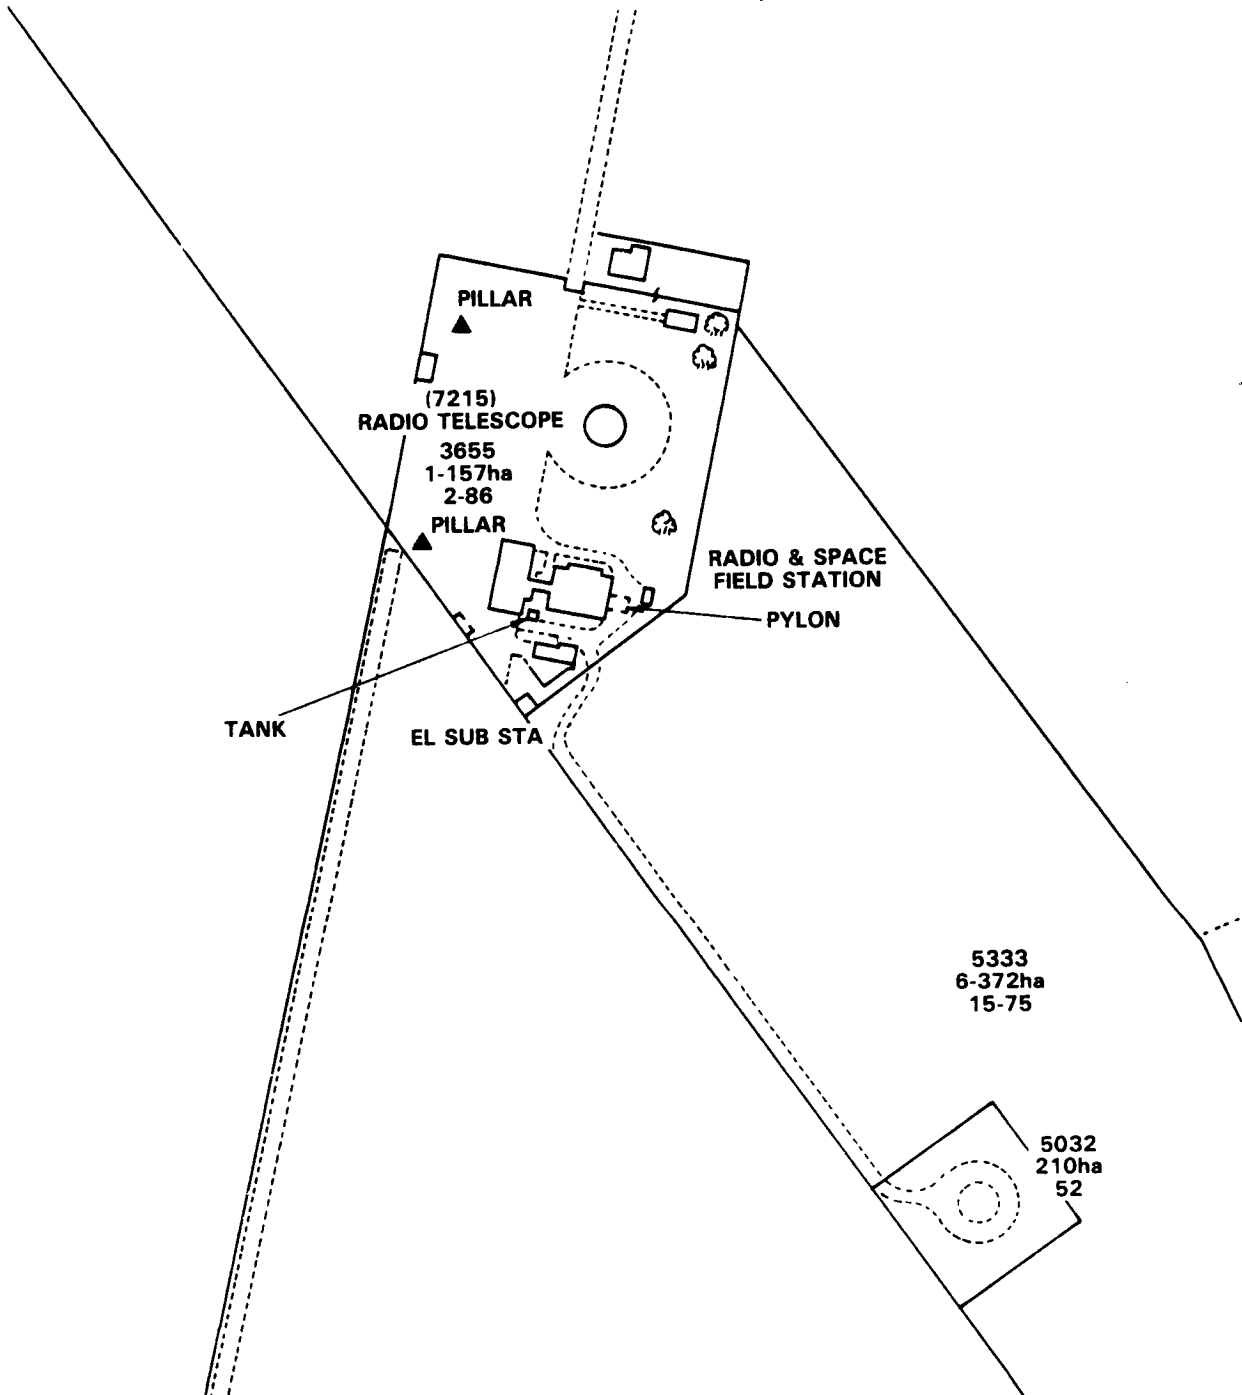 PILLAR
(7215)
RADIO TELESCOPE
3655
1-157ha
2-86
PILLAR
RADIO & SPACE
FIELD STATION
PYLON
TANK
EL SUB STA
5333
6-372ha
15-75
5032
210ha
52